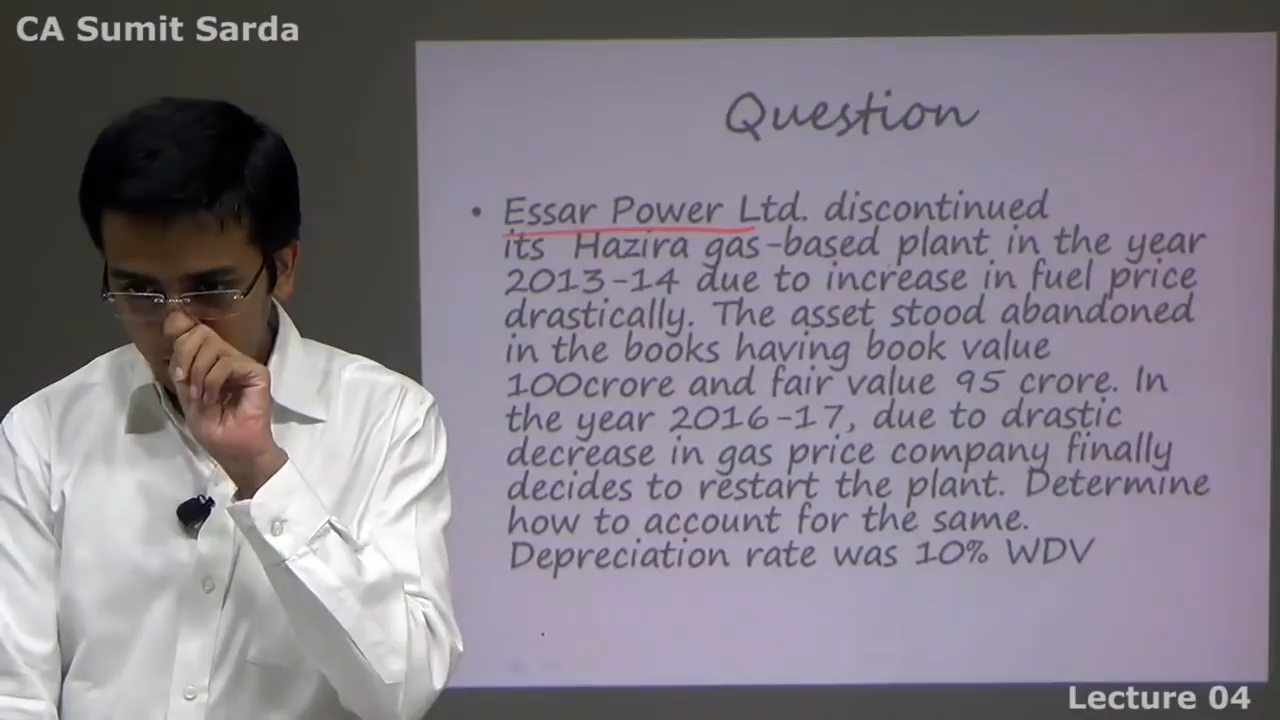 CA Sumit Sarda
Question
• Essar Power Ltd. discontinued
its Hazira gas-based plant in the year
2013-14 due to increase in fuel price
drastically. The asset stood abandoned
in the books having book value
100crore and fair value 95 crore. In
the year 2016-17, due to drastic
decrease in gas price company finally
decides to restart the plant. Determine
how to account for the same.
Depreciation rate was 10% WDV
Lecture 04